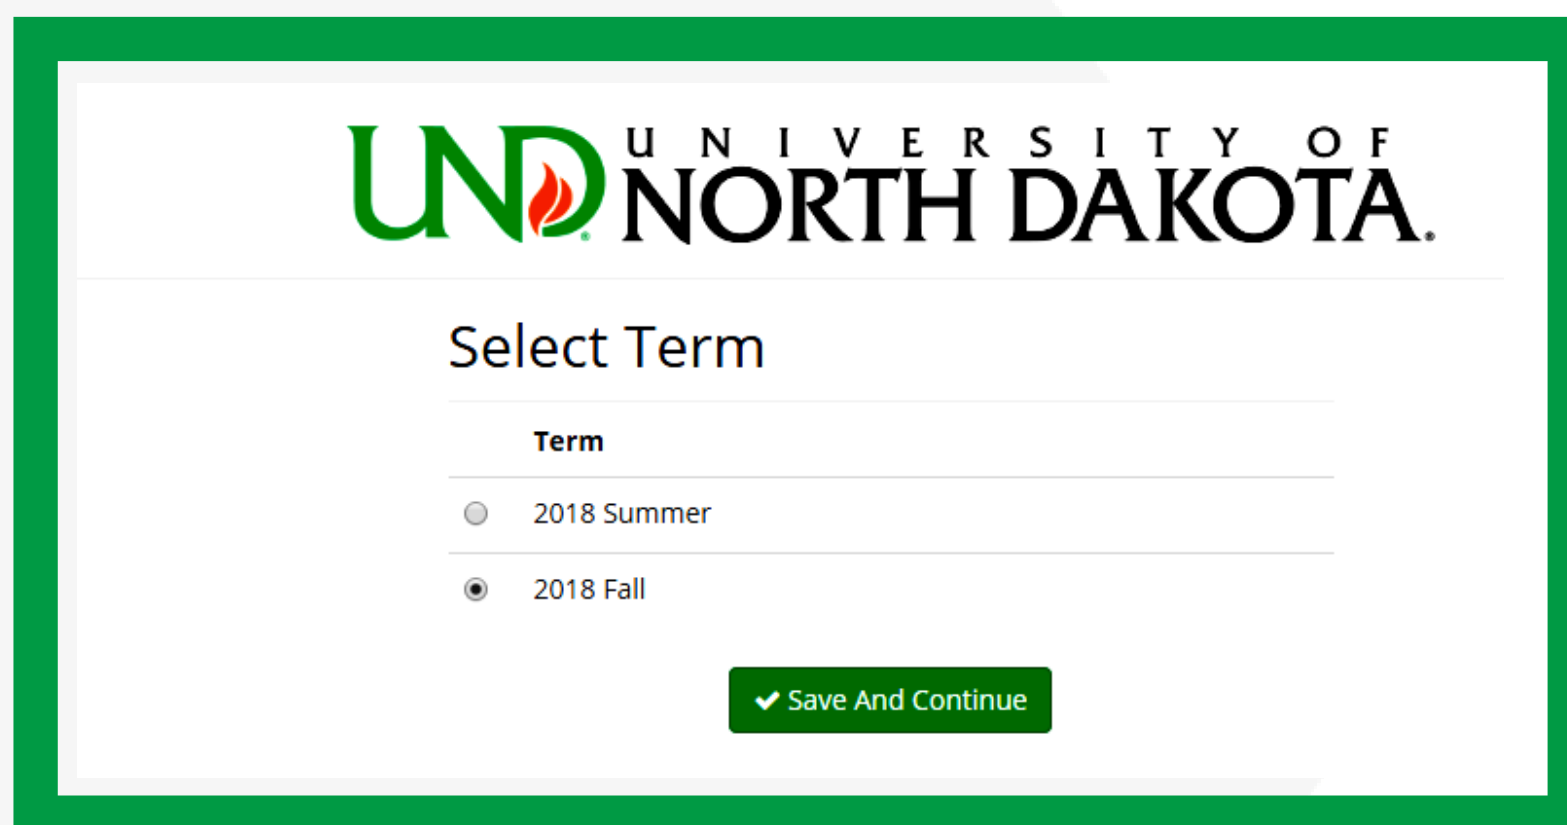 UND UNIVERSITY OF
NORTH DAKOTA.
Select Term
Term
2018 Summer
2018 Fall
Save And Continue